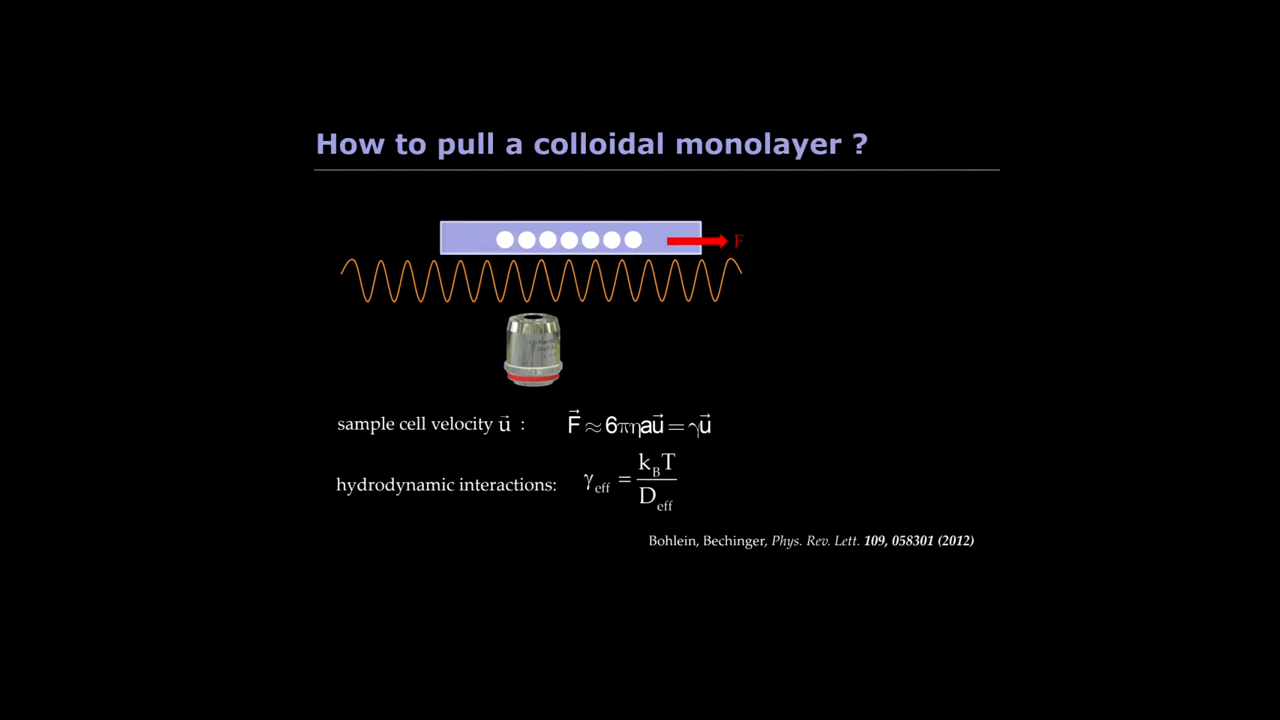 How to pull a colloidal monolayer ?
F
sample cell velocity u⃗ : F⃗ ≈ 6πηau⃗ = γu⃗
hydrodynamic interactions: γ_eff = k_BT / D_eff
Bohlein, Bechinger, Phys. Rev. Lett. 109, 058301 (2012)